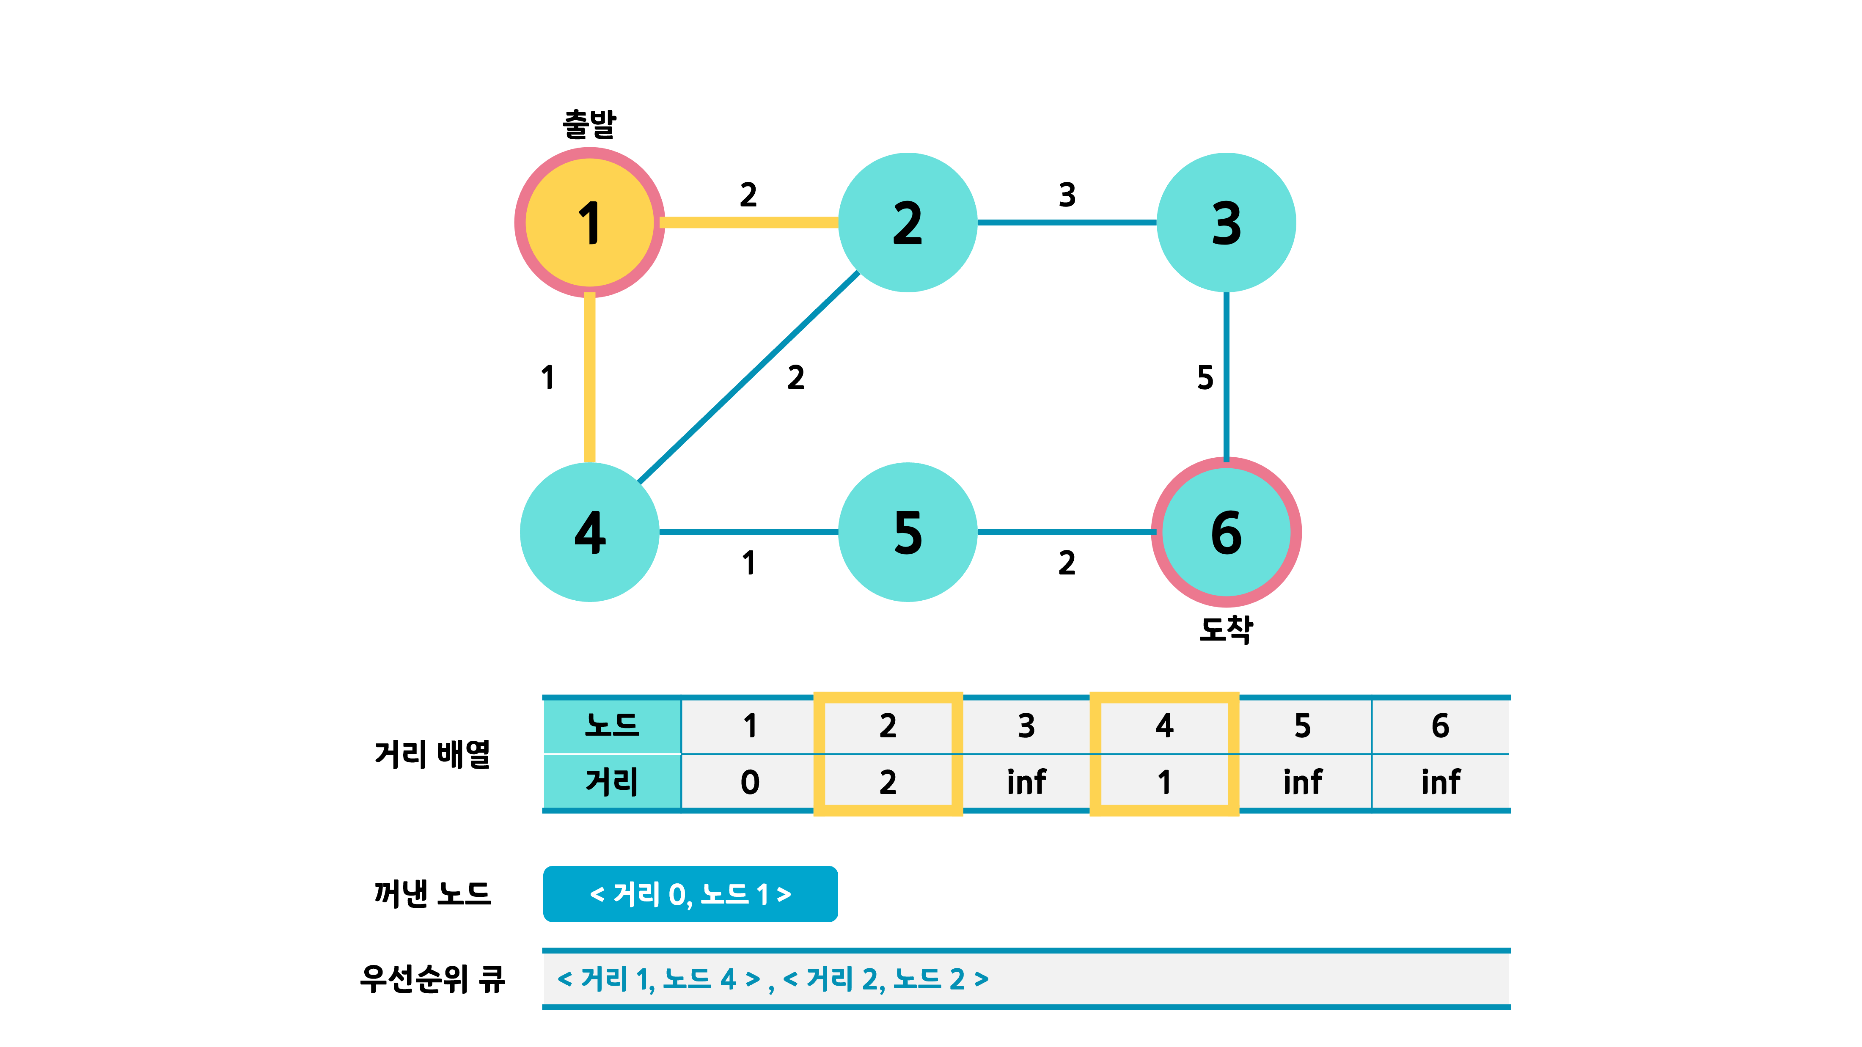 출발
1
2
2
3
3
1
2
5
4
1
5
2
6
도착
거리 배열
노드 1 2 3 4 5 6
거리 0 2 inf 1 inf inf
꺼낸 노드
< 거리 0, 노드 1 >
우선순위 큐
< 거리 1, 노드 4 > , < 거리 2, 노드 2 >